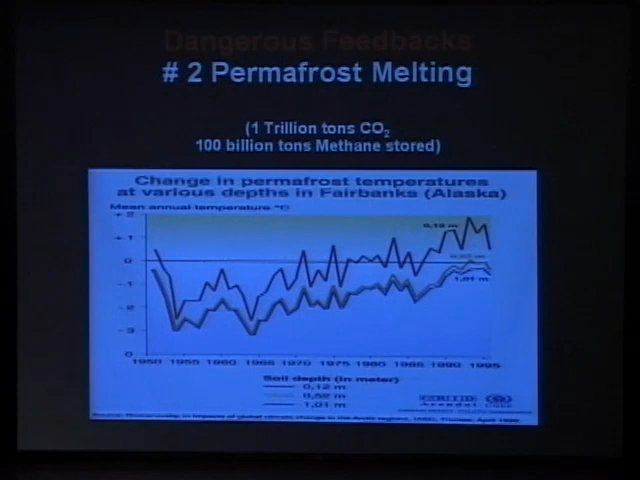 Dangerous Feedbacks
# 2 Permafrost Melting
(1 Trillion tons CO₂
100 billion tons Methane stored)
Change in permafrost temperatures
at various depths in Fairbanks (Alaska)
Mean annual temperature °C
+ 2
0,12 m
+ 1
0
1,01 m
-1
-2
-3
0
1950 1955 1960 1965 1970 1975 1980 1985 1990 1995
Soil depth (in meter)
0,12 m
0,52 m
1,01 m
Arendal